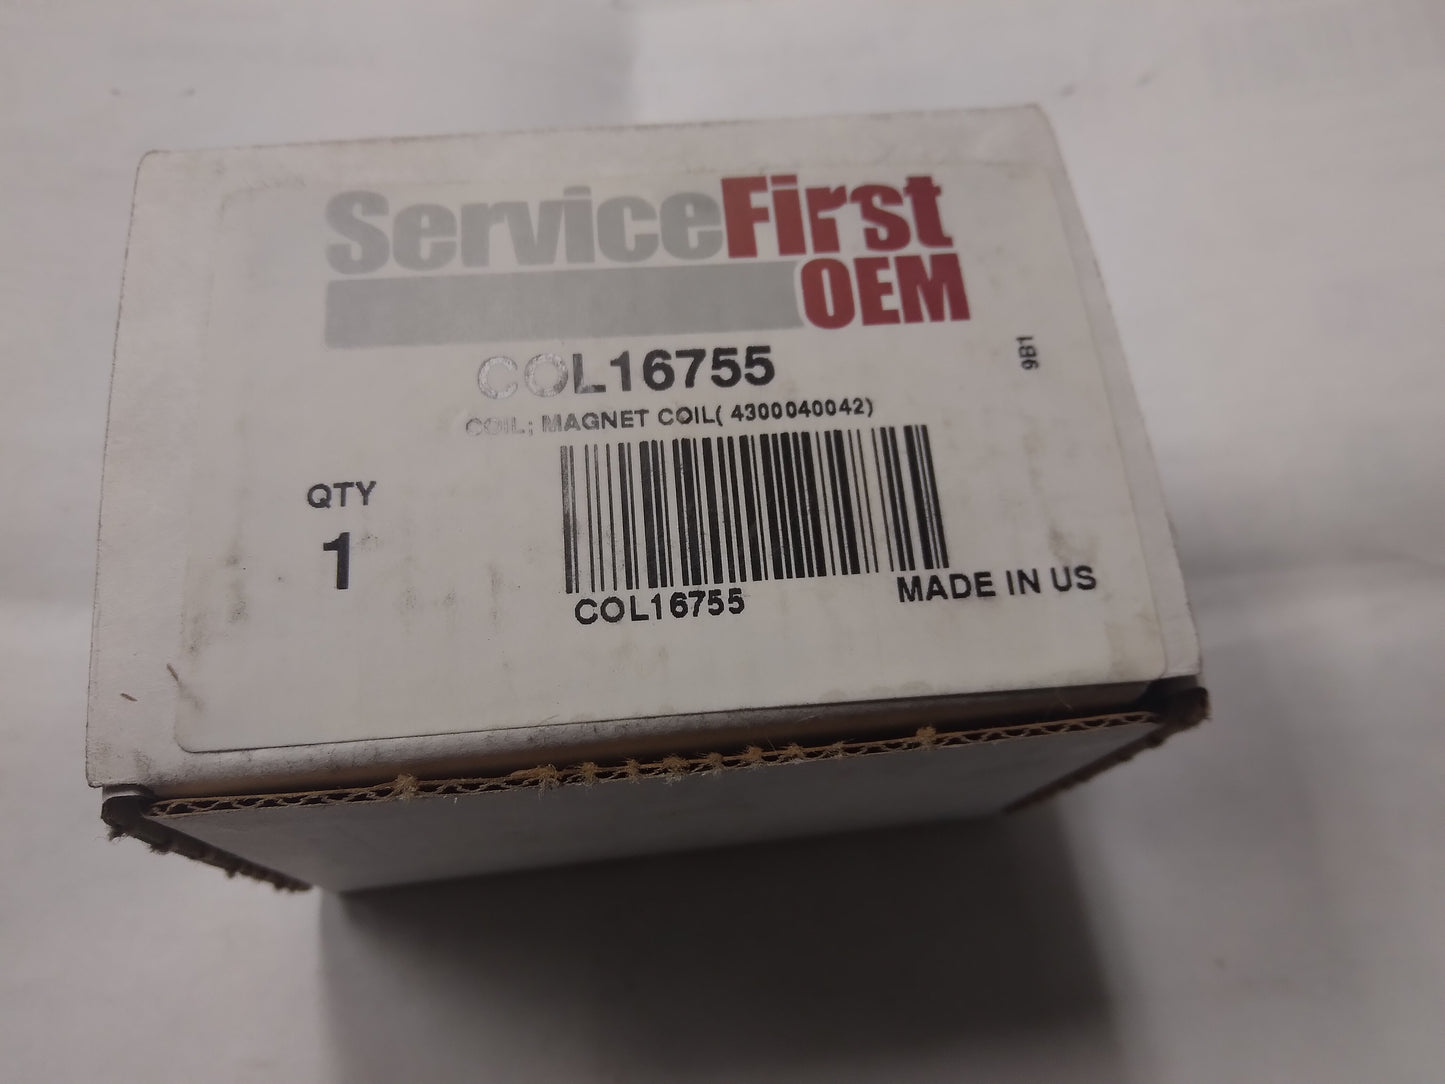 ServiceFirst
OEM
COL16755
9B1
COIL; MAGNET COIL( 4300040042)
QTY
1
COL16755
MADE IN US